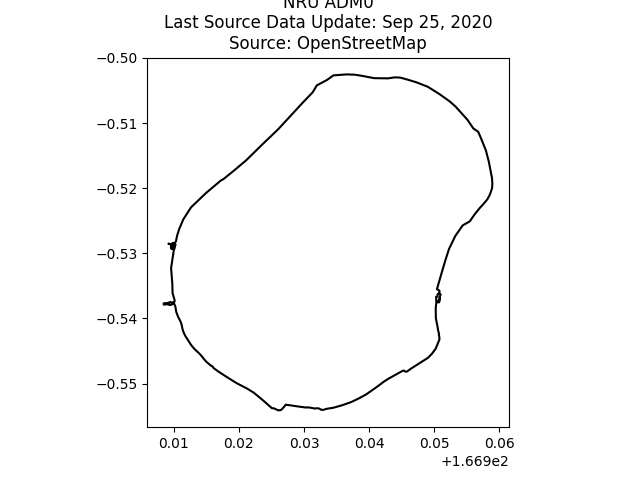 NRU ADM0
Last Source Data Update: Sep 25, 2020
Source: OpenStreetMap
−0.50
−0.51
−0.52
−0.53
−0.54
−0.55
0.01 0.02 0.03 0.04 0.05 0.06
+1.669e2